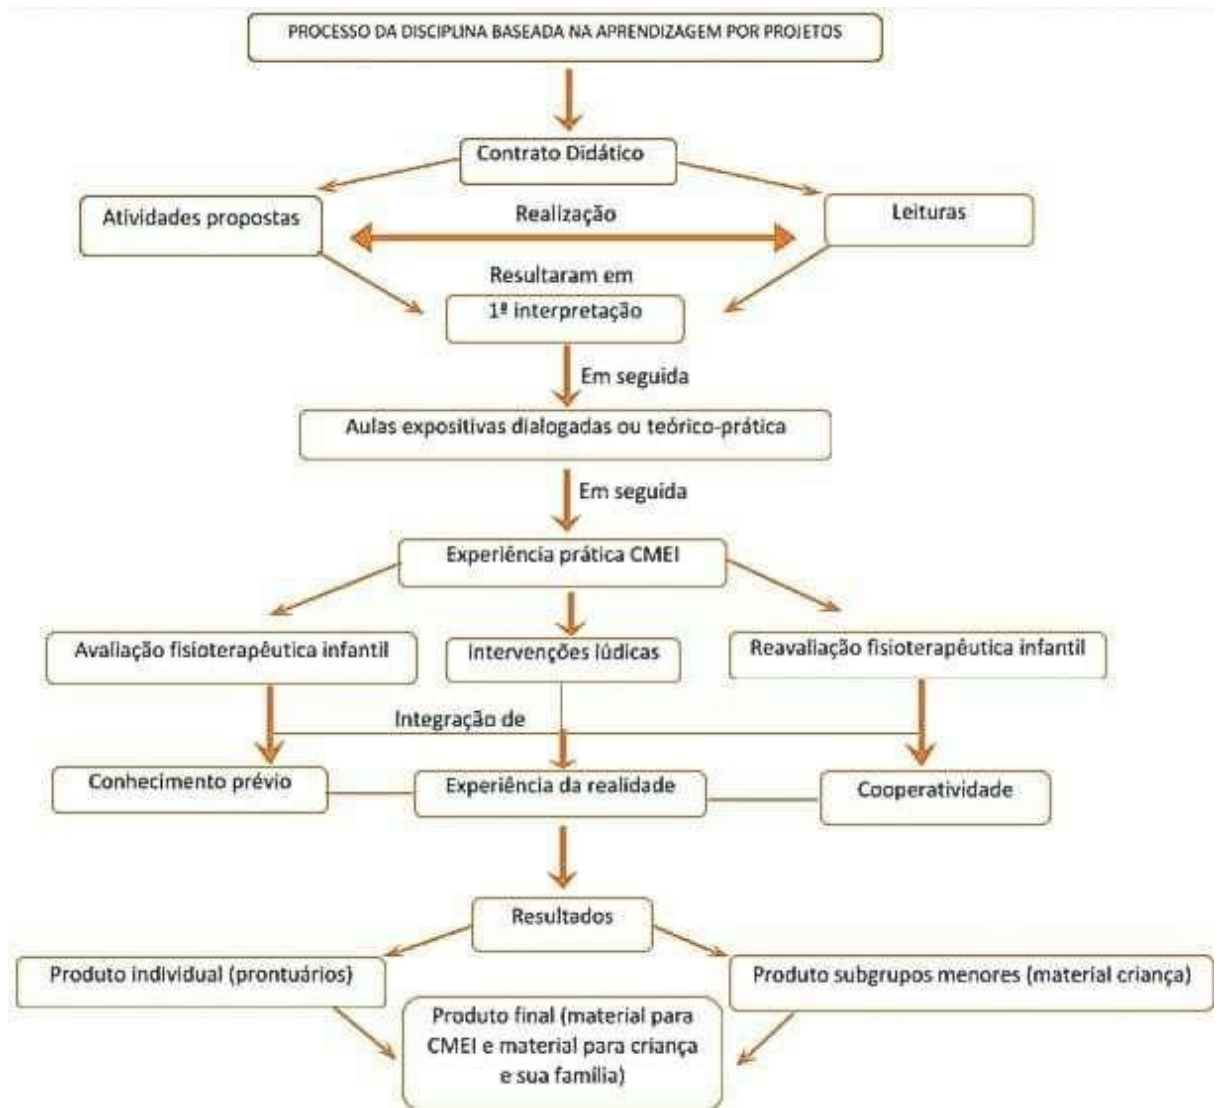 PROCESSO DA DISCIPLINA BASEADA NA APRENDIZAGEM POR PROJETOS
Contrato Didático
Atividades propostas
Realização
Leituras
Resultaram em
1ª interpretação
Em seguida
Aulas expositivas dialogadas ou teórico-prática
Em seguida
Experiência prática CMEI
Avaliação fisioterapêutica infantil
Intervenções lúdicas
Reavaliação fisioterapêutica infantil
Integração de
Conhecimento prévio
Experiência da realidade
Cooperatividade
Resultados
Produto individual (prontuários)
Produto subgrupos menores (material criança)
Produto final (material para
CMEI e material para criança
e sua família)